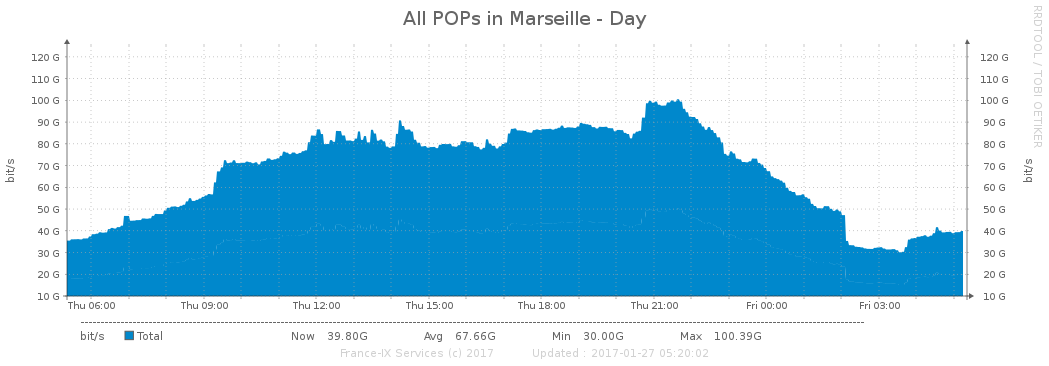 All POPs in Marseille - Day
RRDTOOL / TOBI OETIKER
bit/s
120 G 120 G
110 G 110 G
100 G 100 G
90 G 90 G
80 G 80 G
70 G 70 G
60 G 60 G
50 G 50 G
40 G 40 G
30 G 30 G
20 G 20 G
10 G 10 G
bit/s
Thu 06:00 Thu 09:00 Thu 12:00 Thu 15:00 Thu 18:00 Thu 21:00 Fri 00:00 Fri 03:00
bit/s Total Now 39.80G Avg 67.66G Min 30.00G Max 100.39G
France-IX Services (c) 2017 Updated : 2017-01-27 05:20:02